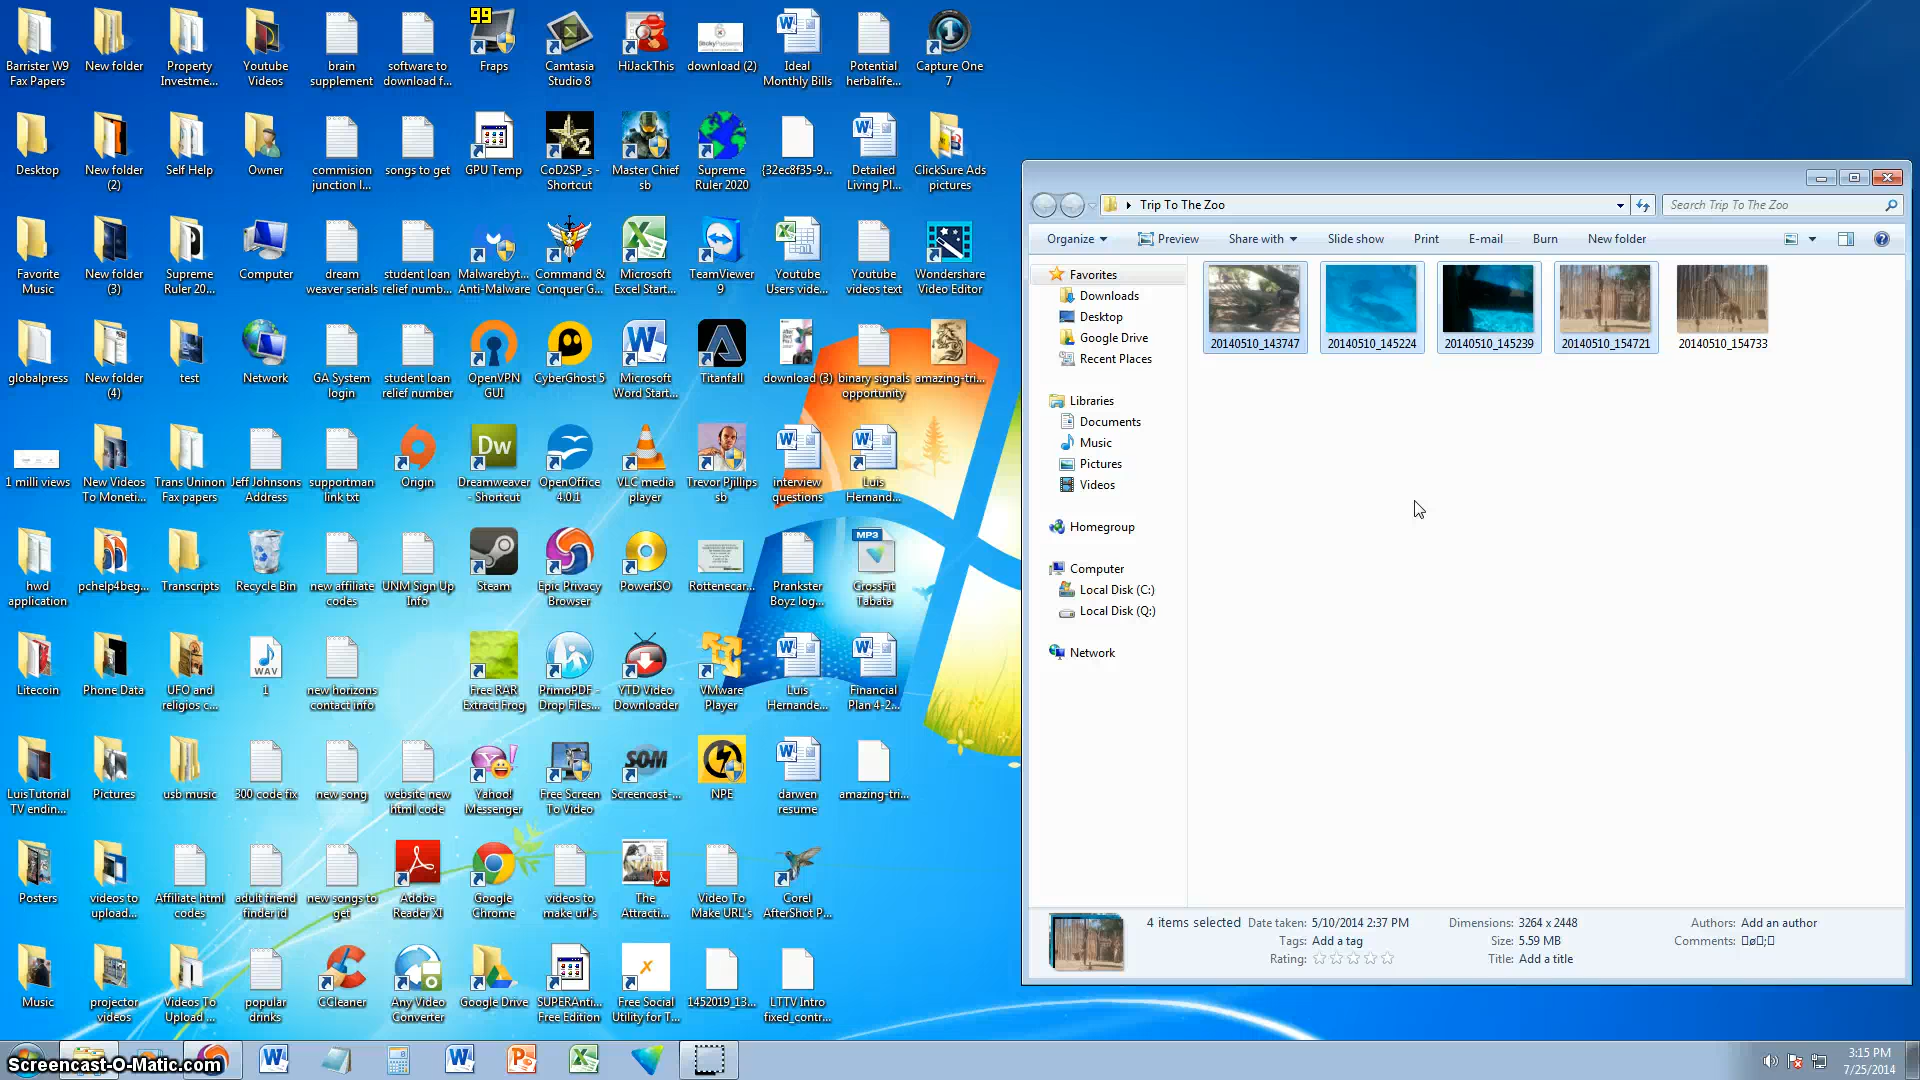 Barrister W9
Fax Papers
New folder
Property
Investme...
Youtube
Videos
brain
supplement
software to
download f...
99
Fraps
Camtasia
Studio 8
HiJackThis
download (2)
Ideal
Monthly Bills
Potential
herbalife...
Capture One
7
Desktop
New folder
(2)
Self Help
Owner
commision
junction l...
songs to get
GPU Temp
CoD2SP_s -
Shortcut
Master Chief
sb
Supreme
Ruler 2020
{32ec8f35-9...
Detailed
Living Pl...
ClickSure Ads
pictures
Favorite
Music
New folder
(3)
Supreme
Ruler 20...
Computer
dream
weaver serials
student loan
relief numb...
Malwarebyt...
Anti-Malware
Command &
Conquer G...
Microsoft
Excel Start...
TeamViewer
9
Youtube
Users vide...
Youtube
videos text
Wondershare
Video Editor
globalpress
New folder
(4)
test
Network
GA System
login
student loan
relief number
OpenVPN
GUI
CyberGhost 5
Microsoft
Word Start...
Titanfall
download (3)
binary signals
opportunity
amazing-tri...
1 milli views
New Videos
To Moneti...
Trans Uninon
Fax papers
Jeff Johnsons
Address
supportman
link txt
Origin
Dw
Dreamweaver
- Shortcut
OpenOffice
4.0.1
VLC media
player
Trevor Pjillips
sb
interview
questions
Luis
Hernand...
hwd
application
pchelp4beg...
Transcripts
Recycle Bin
new affiliate
codes
UNM Sign Up
Info
Steam
Epic Privacy
Browser
PowerISO
Rottenecar...
Prankster
Boyz log...
MP3
CrossFit
Tabata
Litecoin
Phone Data
UFO and
religios c...
WAV
1
new horizons
contact info
Free RAR
Extract Frog
PrimoPDF -
Drop Files...
YTD Video
Downloader
VMware
Player
Luis
Hernande...
Financial
Plan 4-2...
LuisTutorial
TV endin...
Pictures
usb music
300 code fix
new song
website new
html code
Yahoo!
Messenger
Free Screen
To Video
SOM
Screencast-...
NPE
darwen
resume
amazing-tri...
Posters
videos to
upload...
Affiliate html
codes
adult friend
finder id
new songs to
get
Adobe
Reader XI
Google
Chrome
videos to
make url's
The
Attracti...
Video To
Make URL's
Corel
AfterShot P...
Music
projector
videos
Videos To
Upload ...
popular
drinks
CCleaner
Any Video
Converter
Google Drive
SUPERAnti...
Free Edition
Free Social
Utility for T...
1452019_13...
LTTV Intro
fixed_contr...
Trip To The Zoo
Search Trip To The Zoo
Organize
Preview
Share with
Slide show
Print
E-mail
Burn
New folder
Favorites
Downloads
Desktop
Google Drive
Recent Places
Libraries
Documents
Music
Pictures
Videos
Homegroup
Computer
Local Disk (C:)
Local Disk (Q:)
Network
20140510_143747
20140510_145224
20140510_145239
20140510_154721
20140510_154733
4 items selected
Date taken: 5/10/2014 2:37 PM
Tags: Add a tag
Rating:
Dimensions: 3264 x 2448
Size: 5.59 MB
Title: Add a title
Authors: Add an author
Comments:
Screencast-O-Matic.com
3:15 PM
7/25/2014